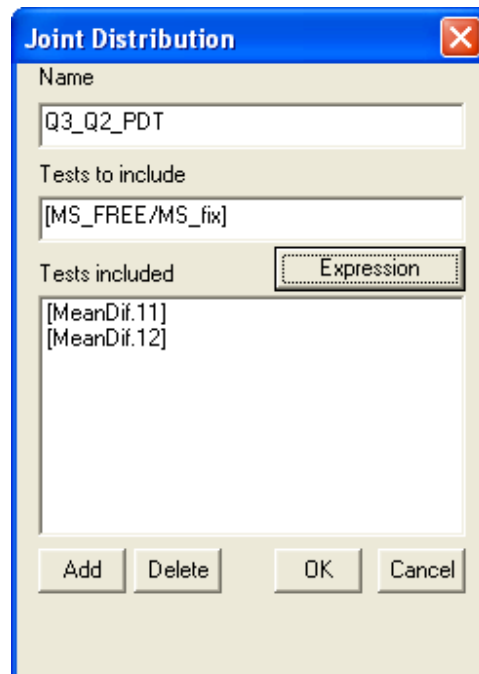 Joint Distribution
Name
Q3_Q2_PDT
Tests to include
[MS_FREE/MS_fix]
Tests included
Expression
[MeanDif.11]
[MeanDif.12]
Add Delete OK Cancel